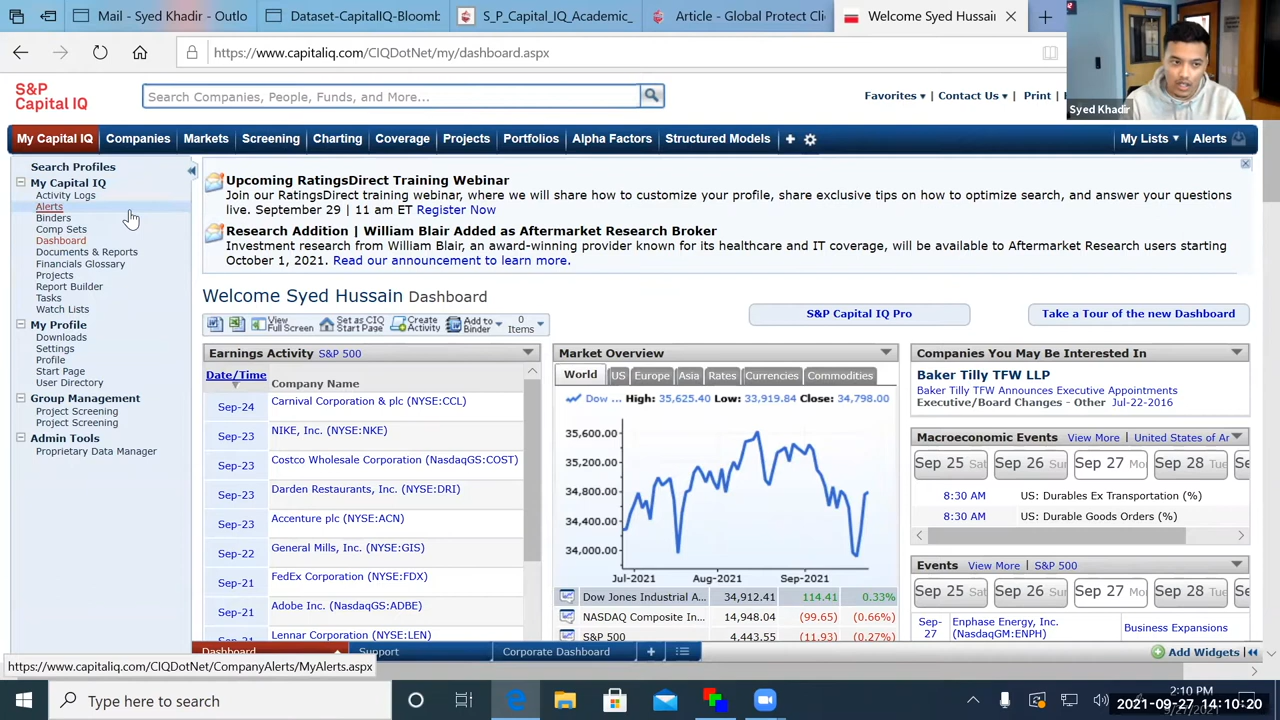 Mail - Syed Khadir - Outlo
Dataset-CapitalIQ-Bloom
S_P_Capital_IQ_Academic_
Article - Global Protect Cli
Welcome Syed Hussain
https://www.capitaliq.com/CIQDotNet/my/dashboard.aspx
Syed Khadir
S&P
Capital IQ
Search Companies, People, Funds, and More...
Favorites
Contact Us
Print
My Capital IQ
Companies
Markets
Screening
Charting
Coverage
Projects
Portfolios
Alpha Factors
Structured Models
My Lists
Alerts
Search Profiles
My Capital IQ
Activity Logs
Alerts
Binders
Comp Sets
Dashboard
Documents & Reports
Financials Glossary
Projects
Report Builder
Tasks
Watch Lists
My Profile
Downloads
Settings
Profile
Start Page
User Directory
Group Management
Project Screening
Project Screening
Admin Tools
Proprietary Data Manager
Upcoming RatingsDirect Training Webinar
Join our RatingsDirect training webinar, where we will share how to customize your profile, share exclusive tips on how to optimize search, and answer your questions
live. September 29 | 11 am ET Register Now
Research Addition | William Blair Added as Aftermarket Research Broker
Investment research from William Blair, an award-winning provider known for its healthcare and IT coverage, will be available to Aftermarket Research users starting
October 1, 2021. Read our announcement to learn more.
Welcome Syed Hussain Dashboard
View
Full Screen
Set as CIQ
Start Page
Create
Activity
Add to
Binder
0
Items
S&P Capital IQ Pro
Take a Tour of the new Dashboard
Earnings Activity S&P 500
Date/Time
Company Name
Sep-24 Carnival Corporation & plc (NYSE:CCL)
Sep-23 NIKE, Inc. (NYSE:NKE)
Sep-23 Costco Wholesale Corporation (NasdaqGS:COST)
Sep-23 Darden Restaurants, Inc. (NYSE:DRI)
Sep-23 Accenture plc (NYSE:ACN)
Sep-22 General Mills, Inc. (NYSE:GIS)
Sep-21 FedEx Corporation (NYSE:FDX)
Sep-21 Adobe Inc. (NasdaqGS:ADBE)
Sep-21 Lennar Corporation (NYSE:LEN)
Market Overview
World US Europe Asia Rates Currencies Commodities
Dow ... High: 35,625.40 Low: 33,919.84 Close: 34,798.00
35,600.00
35,200.00
34,800.00
34,400.00
34,000.00
Jul-2021 Aug-2021 Sep-2021
Dow Jones Industrial A... 34,912.41 114.41 0.33%
NASDAQ Composite In... 14,948.04 (99.65) (0.66%)
S&P 500 4,443.55 (11.93) (0.27%)
Companies You May Be Interested In
Baker Tilly TFW LLP
Baker Tilly TFW Announces Executive Appointments
Executive/Board Changes - Other Jul-22-2016
Macroeconomic Events View More | United States of Ar
Sep 25 Sat Sep 26 Sun Sep 27 Mo Sep 28 Tue Se
8:30 AM US: Durables Ex Transportation (%)
8:30 AM US: Durable Goods Orders (%)
Events View More | S&P 500
Sep 25 Sat Sep 26 Sun Sep 27 Mo Sep 28 Tue Se
Sep-
27
Enphase Energy, Inc.
(NasdaqGM:ENPH)
Business Expansions
Dashboard
Support
Corporate Dashboard
Add Widgets
https://www.capitaliq.com/CIQDotNet/CompanyAlerts/MyAlerts.aspx
Type here to search
2:10 PM
2021-09-27 14:10:20